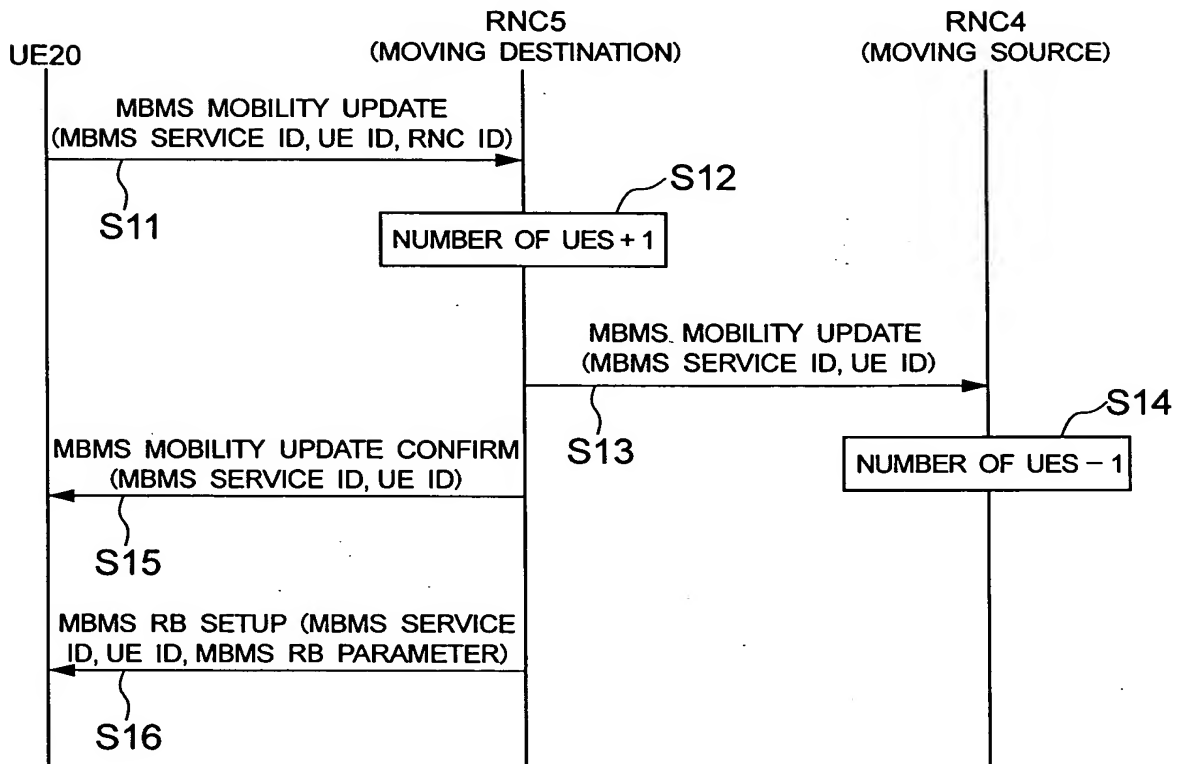 RNC5
(MOVING DESTINATION)
RNC4
(MOVING SOURCE)
UE20
MBMS MOBILITY UPDATE
(MBMS SERVICE ID, UE ID, RNC ID)
S11
S12
NUMBER OF UES + 1
MBMS MOBILITY UPDATE
(MBMS SERVICE ID, UE ID)
S13
S14
NUMBER OF UES − 1
MBMS MOBILITY UPDATE CONFIRM
(MBMS SERVICE ID, UE ID)
S15
MBMS RB SETUP (MBMS SERVICE
ID, UE ID, MBMS RB PARAMETER)
S16